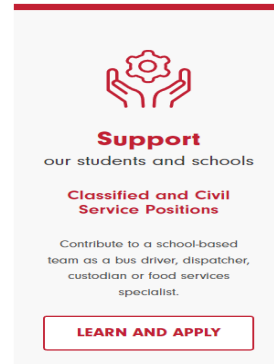 Support
our students and schools
Classified and Civil
Service Positions
Contribute to a school-based
team as a bus driver, dispatcher,
custodian or food services
specialist.
LEARN AND APPLY